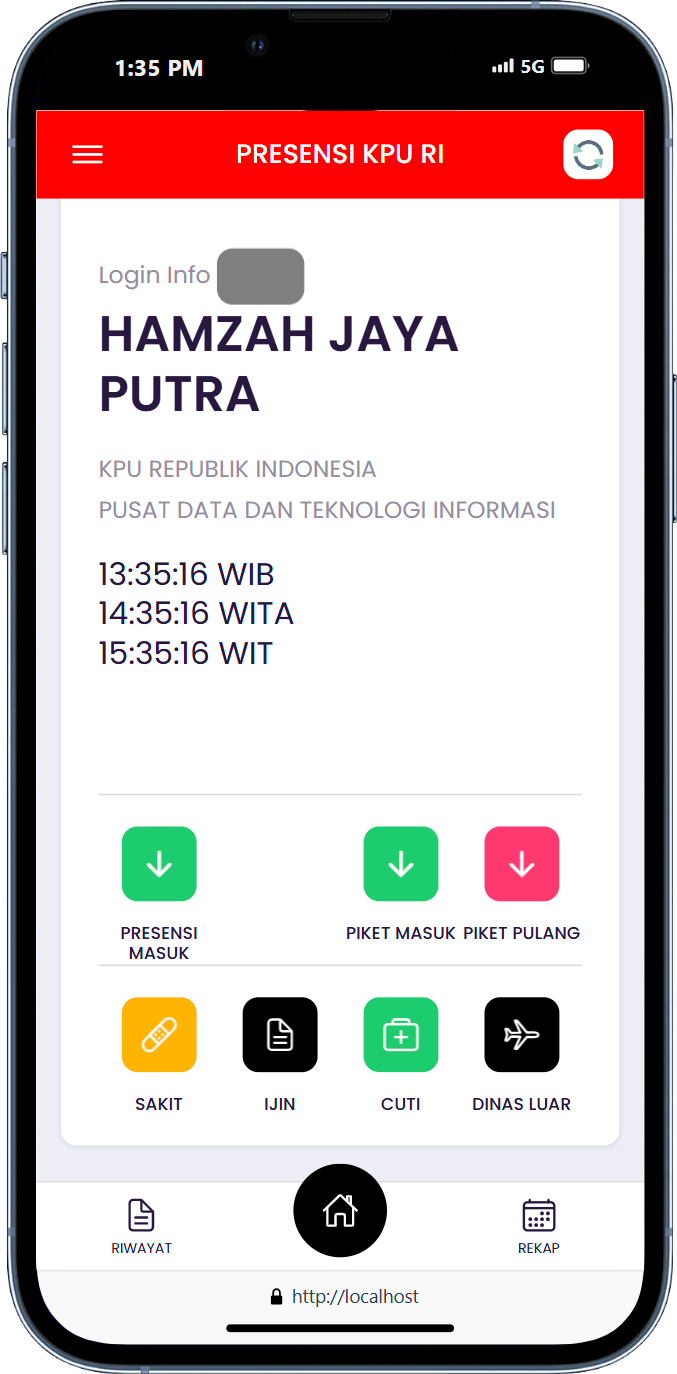 1:35 PM 5G
PRESENSI KPU RI
Login Info
HAMZAH JAYA
PUTRA
KPU REPUBLIK INDONESIA
PUSAT DATA DAN TEKNOLOGI INFORMASI
13:35:16 WIB
14:35:16 WITA
15:35:16 WIT
PRESENSI
MASUK
PIKET MASUK
PIKET PULANG
SAKIT
IJIN
CUTI
DINAS LUAR
RIWAYAT
REKAP
http://localhost